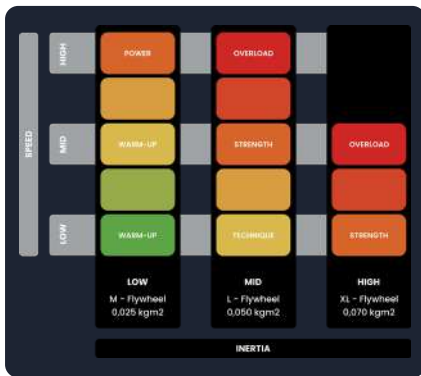 SPEED
HIGH
POWER
OVERLOAD
MID
WARM-UP
STRENGTH
OVERLOAD
LOW
WARM-UP
TECHNIQUE
STRENGTH
LOW
M - Flywheel
0,025 kgm2
MID
L - Flywheel
0,050 kgm2
HIGH
XL - Flywheel
0,070 kgm2
INERTIA